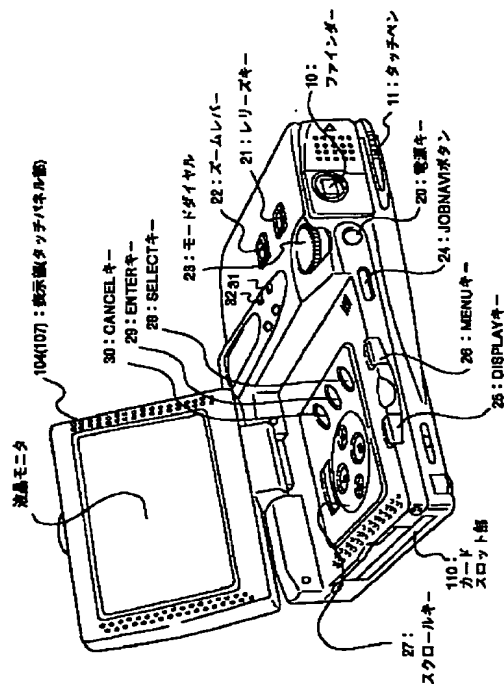 液晶モニタ
104(107):表示部(タッチパネル部)
30:CANCELキー
29:ENTERキー
28:SELECTキー
23:モードダイヤル
22:ズームレバー
21:レリーズキー
3231
10:
ファインダー
11:タッチペン
20:電源キー
24:JOBNAVIボタン
26:MENUキー
25:DISPLAYキー
110:
カード
スロット部
27:
スクロールキー